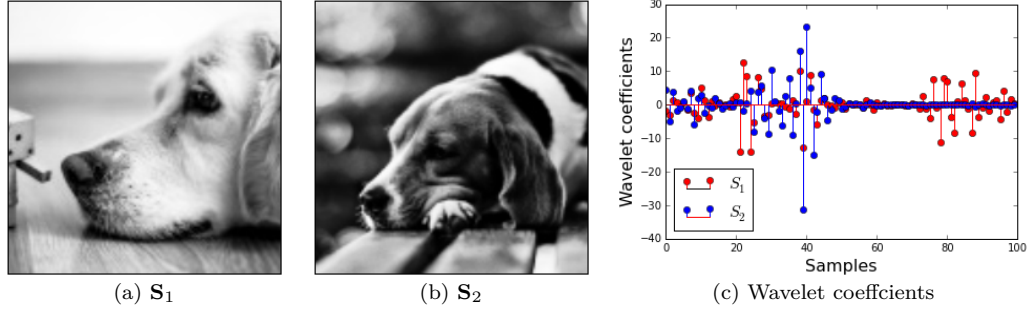 30
20
10
0
−10
−20
−30
−40
Wavelet coefficients
S1
S2
0 20 40 60 80 100
Samples
(a) S1
(b) S2
(c) Wavelet coeffcients